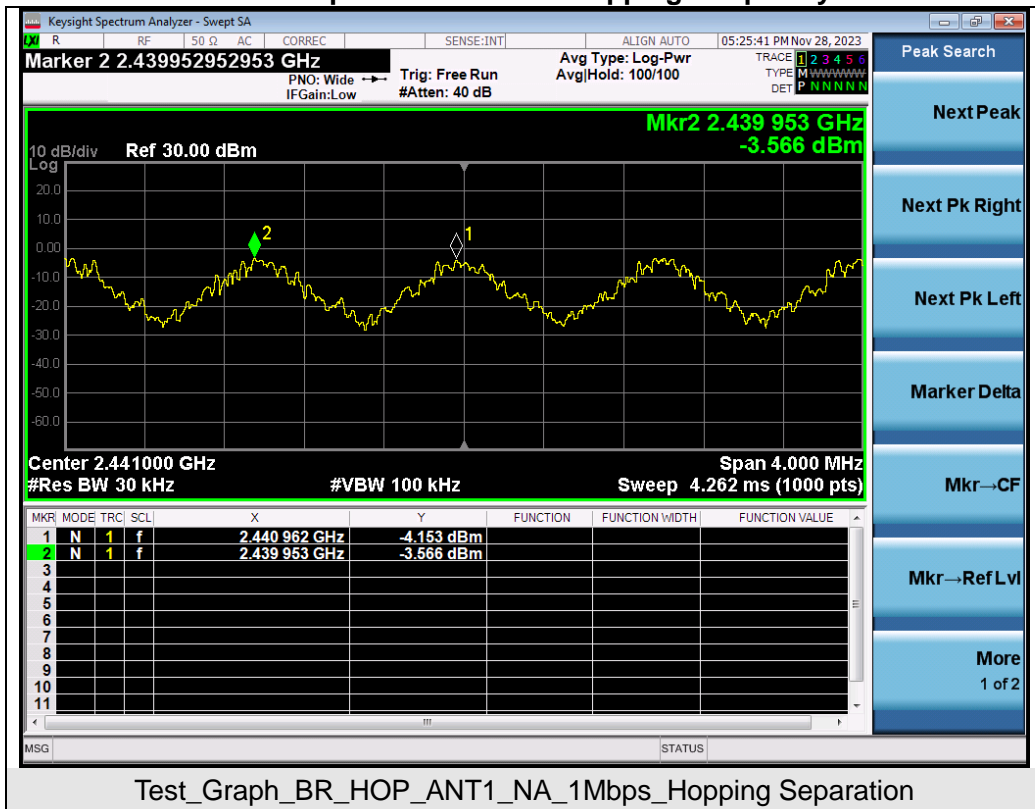 Keysight Spectrum Analyzer - Swept SA
LXI R RF 50 Ω AC CORREC SENSE:INT ALIGN AUTO 05:25:41 PM Nov 28, 2023
Marker 2 2.439952952953 GHz
PNO: Wide
IFGain:Low
Trig: Free Run
#Atten: 40 dB
Avg Type: Log-Pwr
Avg|Hold: 100/100
TRACE 1 2 3 4 5 6
TYPE M WWWWW
DET P N N N N N
Peak Search
Next Peak
Next Pk Right
Next Pk Left
Marker Delta
Mkr→CF
Mkr→Ref Lvl
More
1 of 2
Mkr2 2.439 953 GHz
-3.566 dBm
10 dB/div Ref 30.00 dBm
Log
20.0
10.0
0.00
-10.0
-20.0
-30.0
-40.0
-50.0
-60.0
2
1
Center 2.441000 GHz Span 4.000 MHz
#Res BW 30 kHz #VBW 100 kHz Sweep 4.262 ms (1000 pts)
MKR MODE TRC SCL X Y FUNCTION FUNCTION WIDTH FUNCTION VALUE
1 N 1 f 2.440 962 GHz -4.153 dBm
2 N 1 f 2.439 953 GHz -3.566 dBm
3
4
5
6
7
8
9
10
11
MSG STATUS
Test_Graph_BR_HOP_ANT1_NA_1Mbps_Hopping Separation